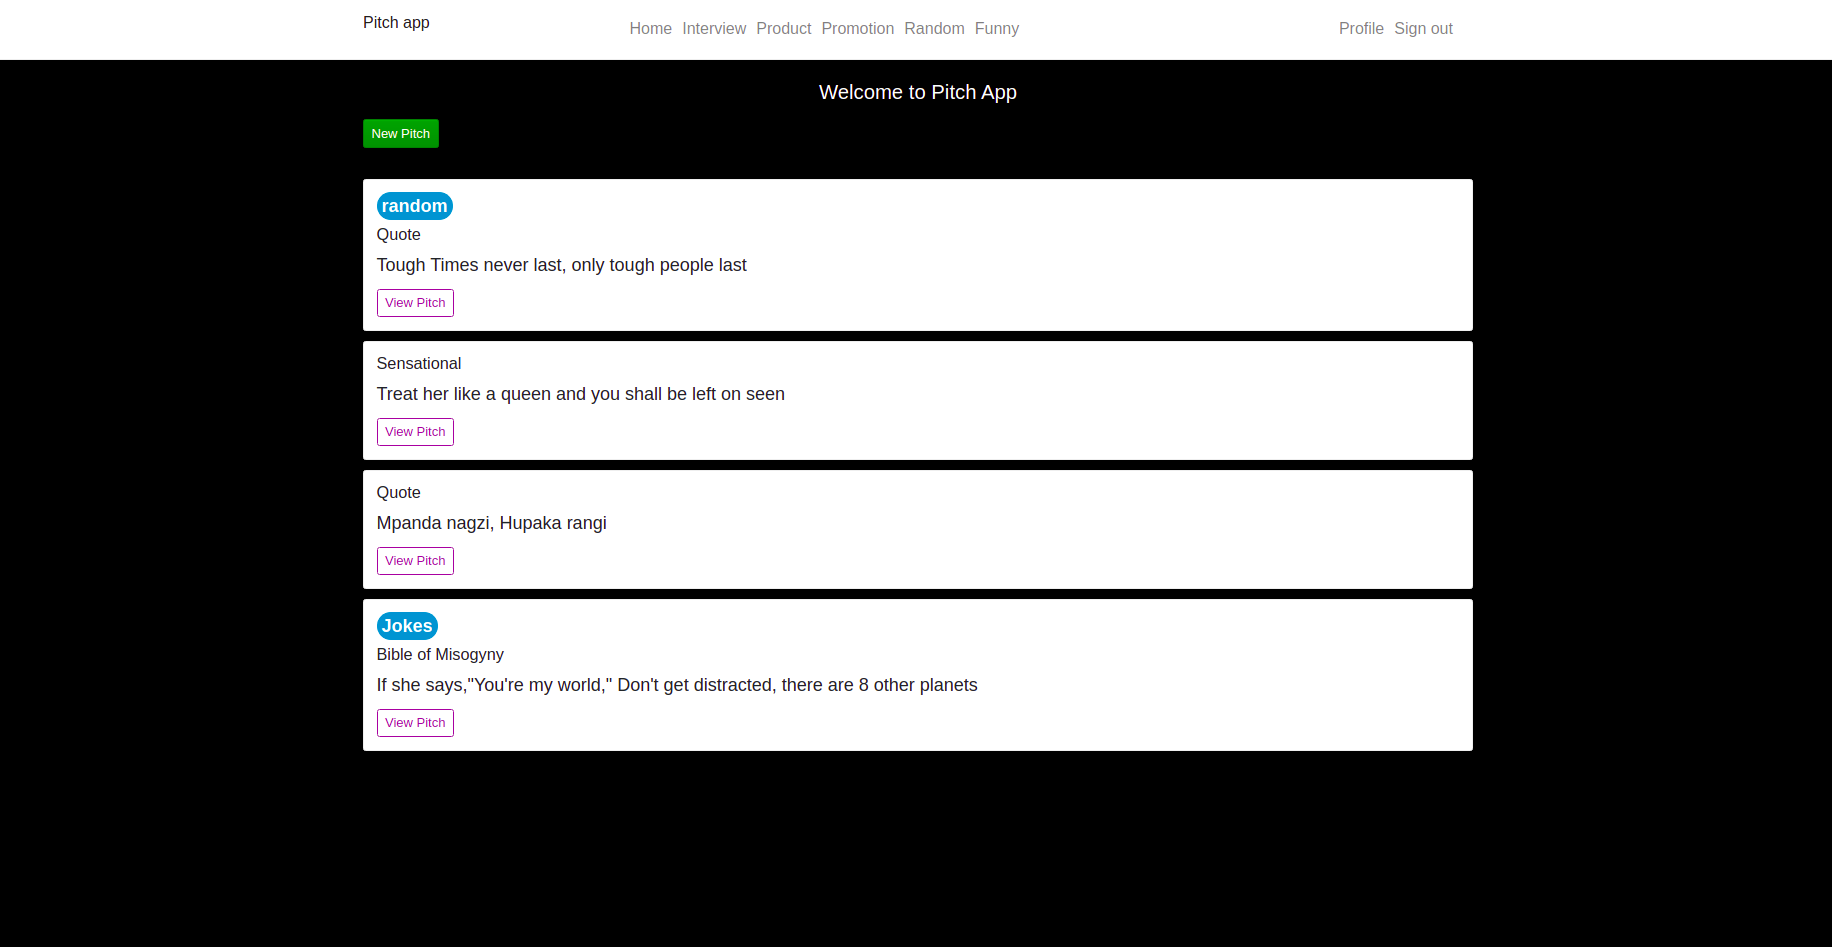 Pitch app
Home Interview Product Promotion Random Funny
Profile Sign out
Welcome to Pitch App
New Pitch
random
Quote
Tough Times never last, only tough people last
View Pitch
Sensational
Treat her like a queen and you shall be left on seen
View Pitch
Quote
Mpanda nagzi, Hupaka rangi
View Pitch
Jokes
Bible of Misogyny
If she says,"You're my world," Don't get distracted, there are 8 other planets
View Pitch